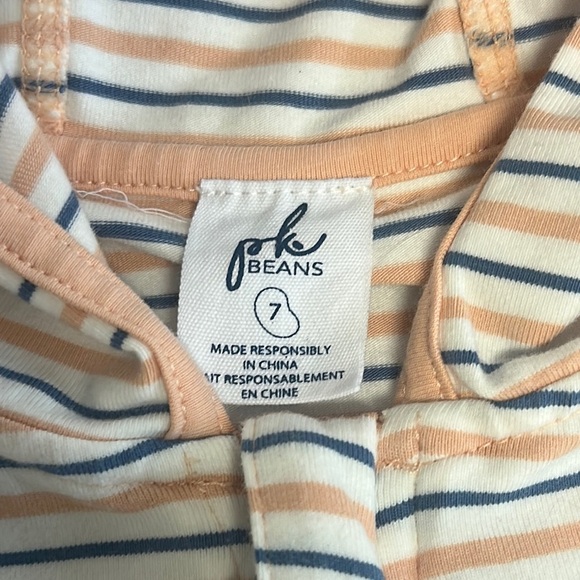 pk
BEANS
7
MADE RESPONSIBLY
IN CHINA
AIT RESPONSABLEMENT
EN CHINE